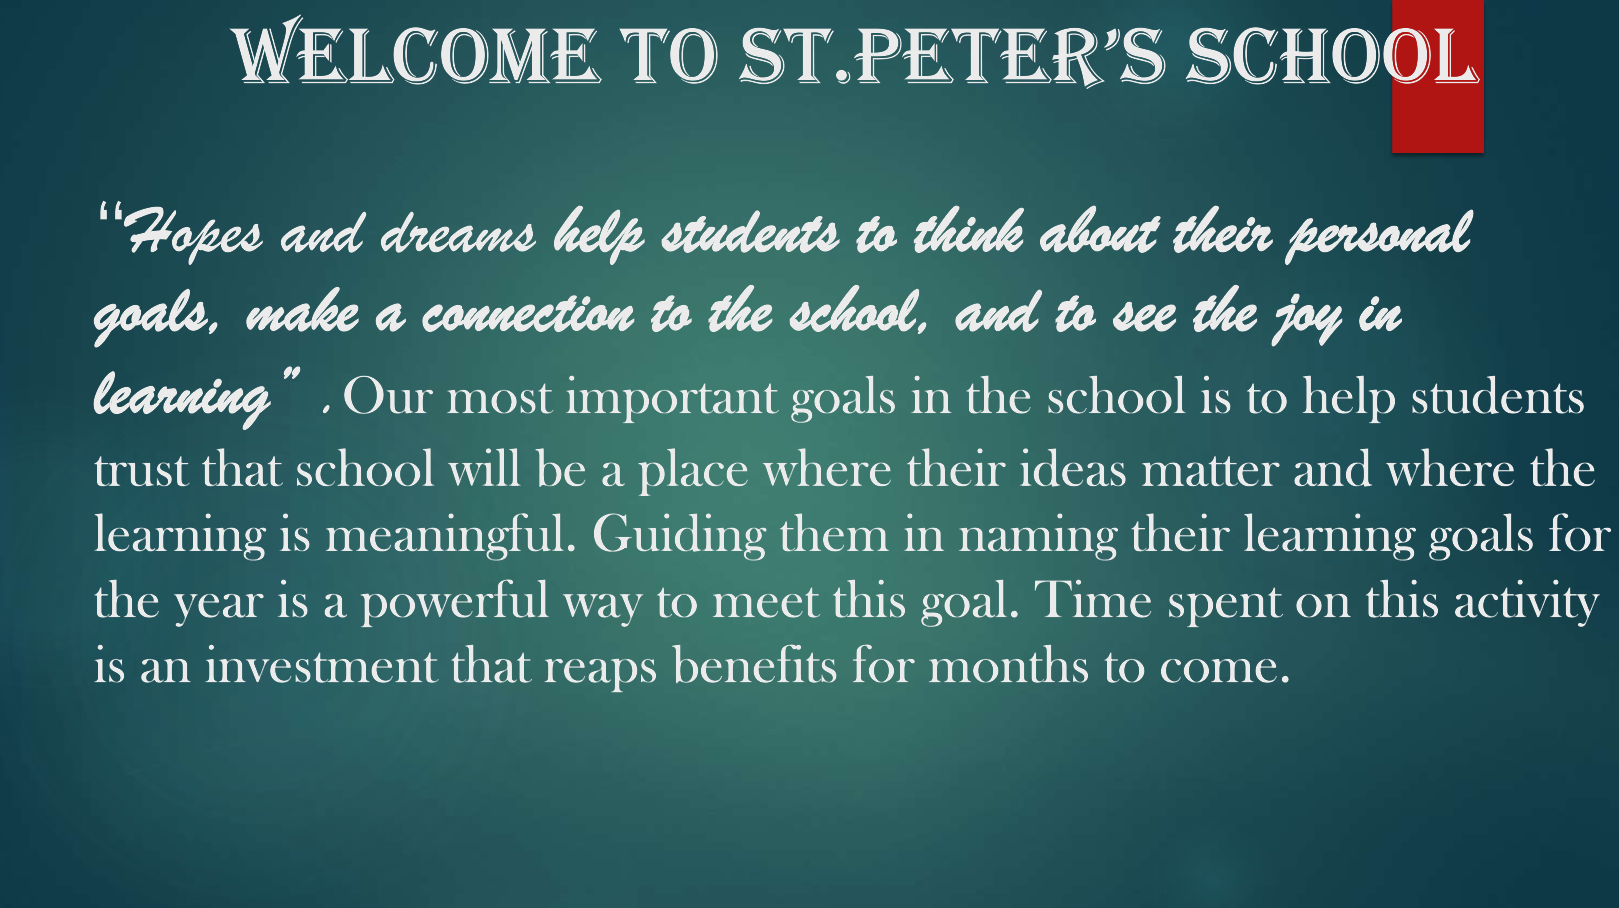 WELCOME TO ST.PETER’S SCHOOL
“Hopes and dreams help students to think about their personal
goals, make a connection to the school, and to see the joy in
learning” . Our most important goals in the school is to help students
trust that school will be a place where their ideas matter and where the
learning is meaningful. Guiding them in naming their learning goals for
the year is a powerful way to meet this goal. Time spent on this activity
is an investment that reaps benefits for months to come.